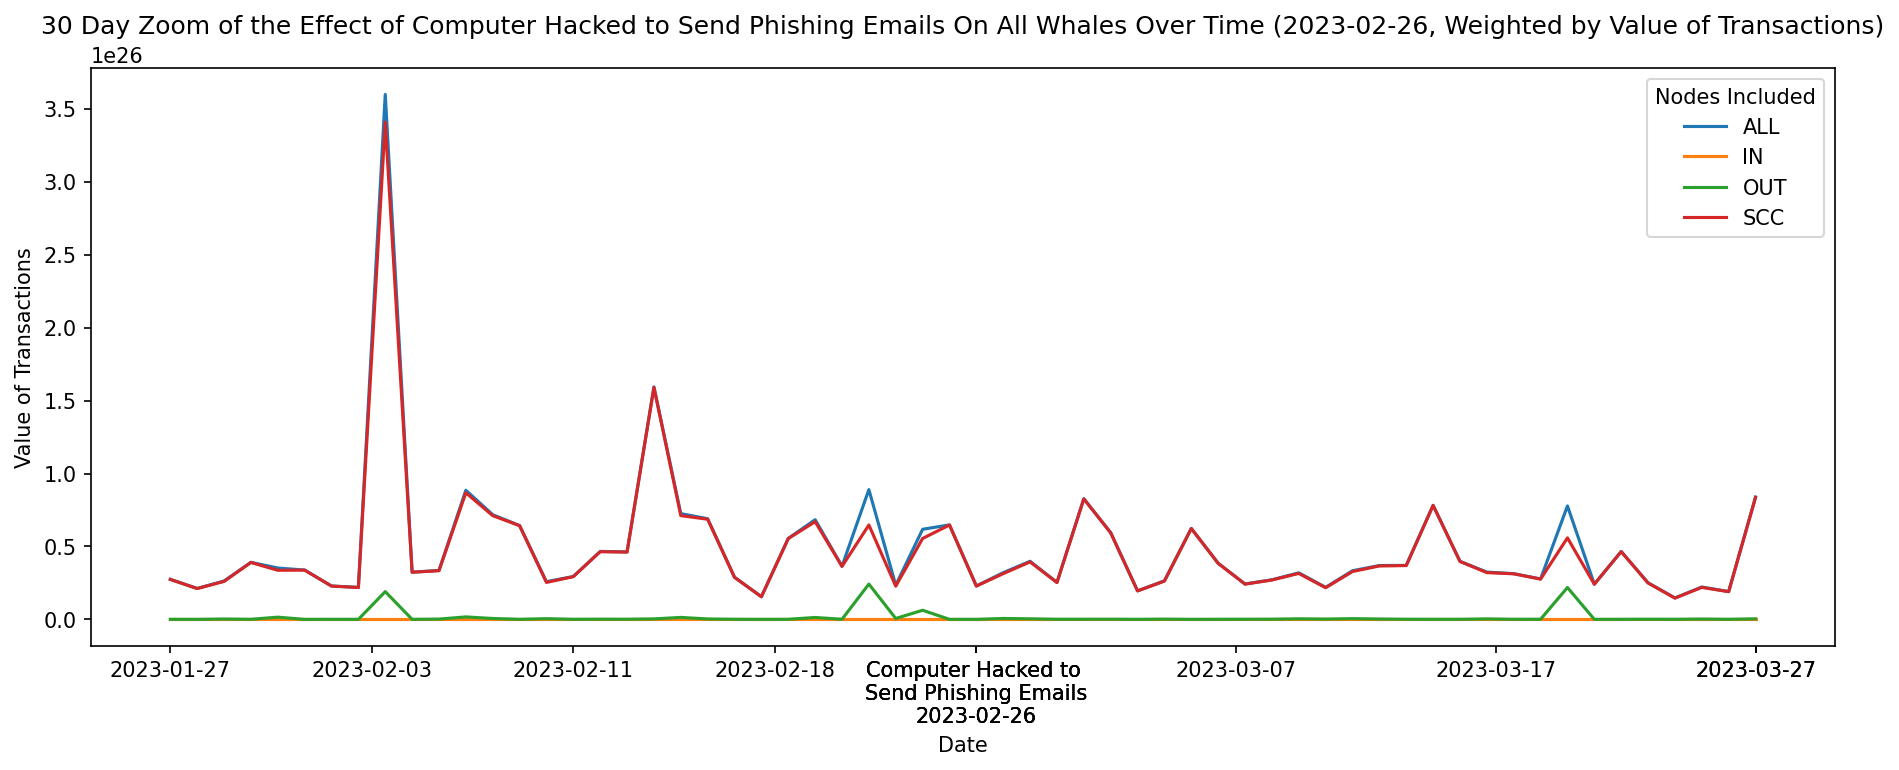 30 Day Zoom of the Effect of Computer Hacked to Send Phishing Emails On All Whales Over Time (2023-02-26, Weighted by Value of Transactions)
1e26
3.5
3.0
2.5
2.0
1.5
1.0
0.5
0.0
Value of Transactions
Nodes Included
ALL
IN
OUT
SCC
2023-01-27
2023-02-03
2023-02-11
2023-02-18
Computer Hacked to
Send Phishing Emails
2023-02-26
2023-03-07
2023-03-17
2023-03-27
Date